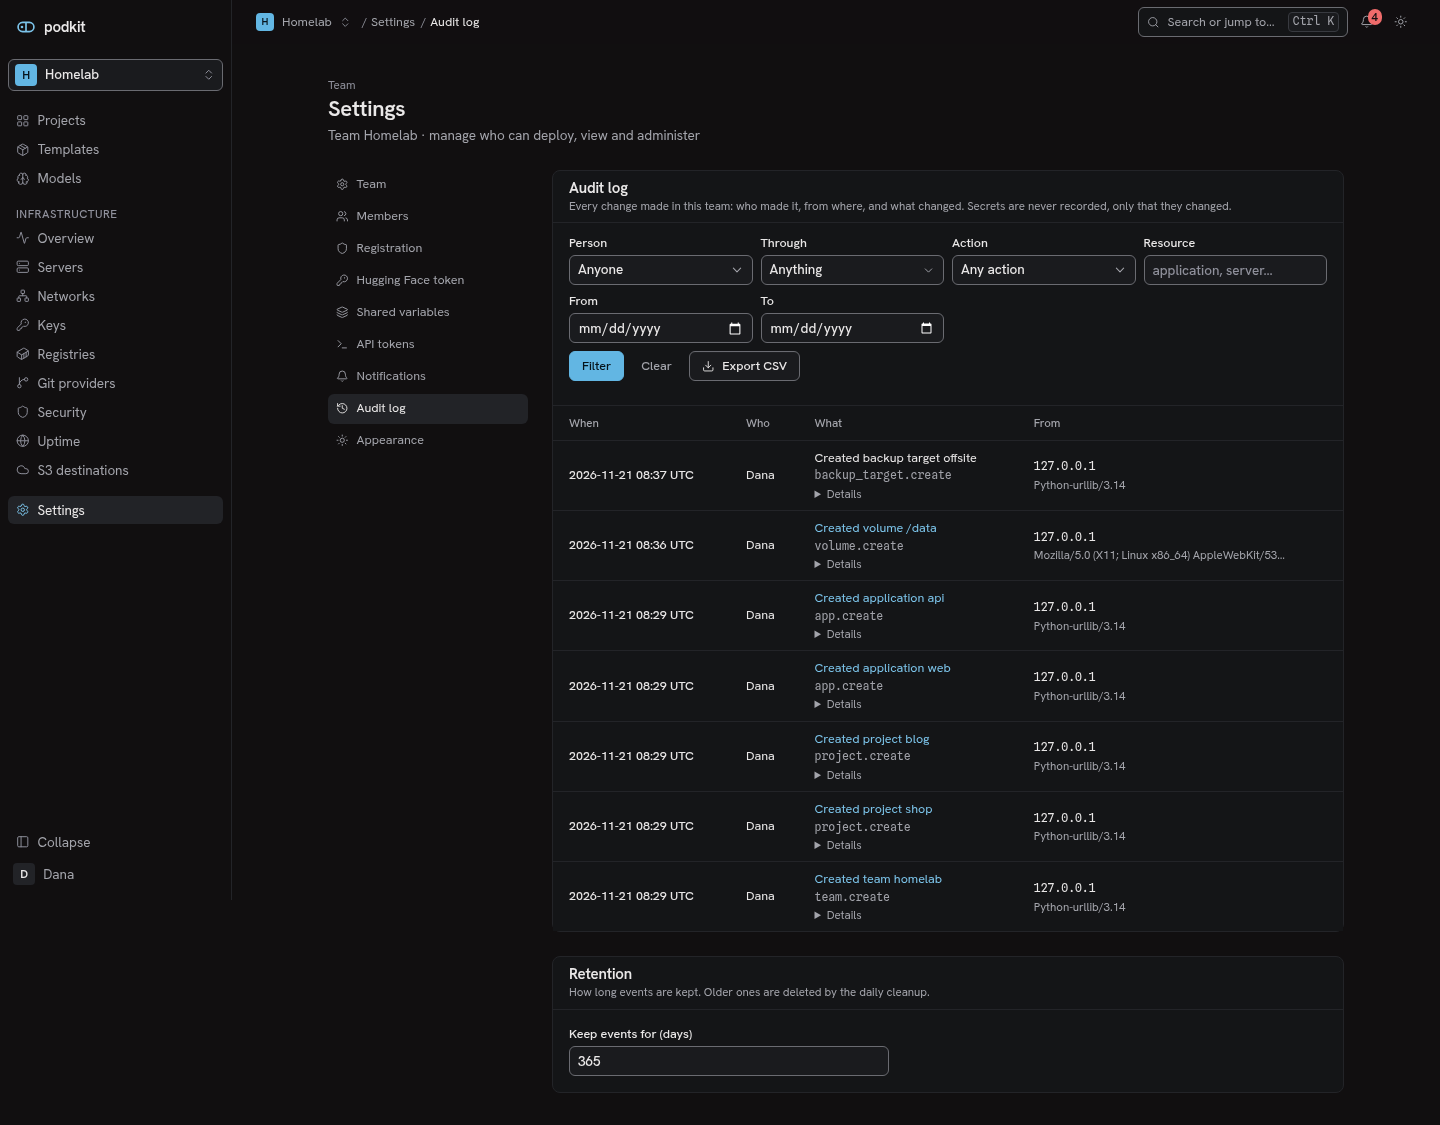 podkit
H Homelab
Projects
Templates
Models
INFRASTRUCTURE
Overview
Servers
Networks
Keys
Registries
Git providers
Security
Uptime
S3 destinations
Settings
Collapse
D Dana
H Homelab / Settings / Audit log
Search or jump to... Ctrl K
4
Team
Settings
Team Homelab · manage who can deploy, view and administer
Team
Members
Registration
Hugging Face token
Shared variables
API tokens
Notifications
Audit log
Appearance
Audit log
Every change made in this team: who made it, from where, and what changed. Secrets are never recorded, only that they changed.
Person Through Action Resource
Anyone Anything Any action application, server...
From To
mm/dd/yyyy mm/dd/yyyy
Filter Clear Export CSV
When Who What From
2026-11-21 08:37 UTC Dana Created backup target offsite 127.0.0.1
backup_target.create Python-urllib/3.14
Details
2026-11-21 08:36 UTC Dana Created volume /data 127.0.0.1
volume.create Mozilla/5.0 (X11; Linux x86_64) AppleWebKit/53...
Details
2026-11-21 08:29 UTC Dana Created application api 127.0.0.1
app.create Python-urllib/3.14
Details
2026-11-21 08:29 UTC Dana Created application web 127.0.0.1
app.create Python-urllib/3.14
Details
2026-11-21 08:29 UTC Dana Created project blog 127.0.0.1
project.create Python-urllib/3.14
Details
2026-11-21 08:29 UTC Dana Created project shop 127.0.0.1
project.create Python-urllib/3.14
Details
2026-11-21 08:29 UTC Dana Created team homelab 127.0.0.1
team.create Python-urllib/3.14
Details
Retention
How long events are kept. Older ones are deleted by the daily cleanup.
Keep events for (days)
365